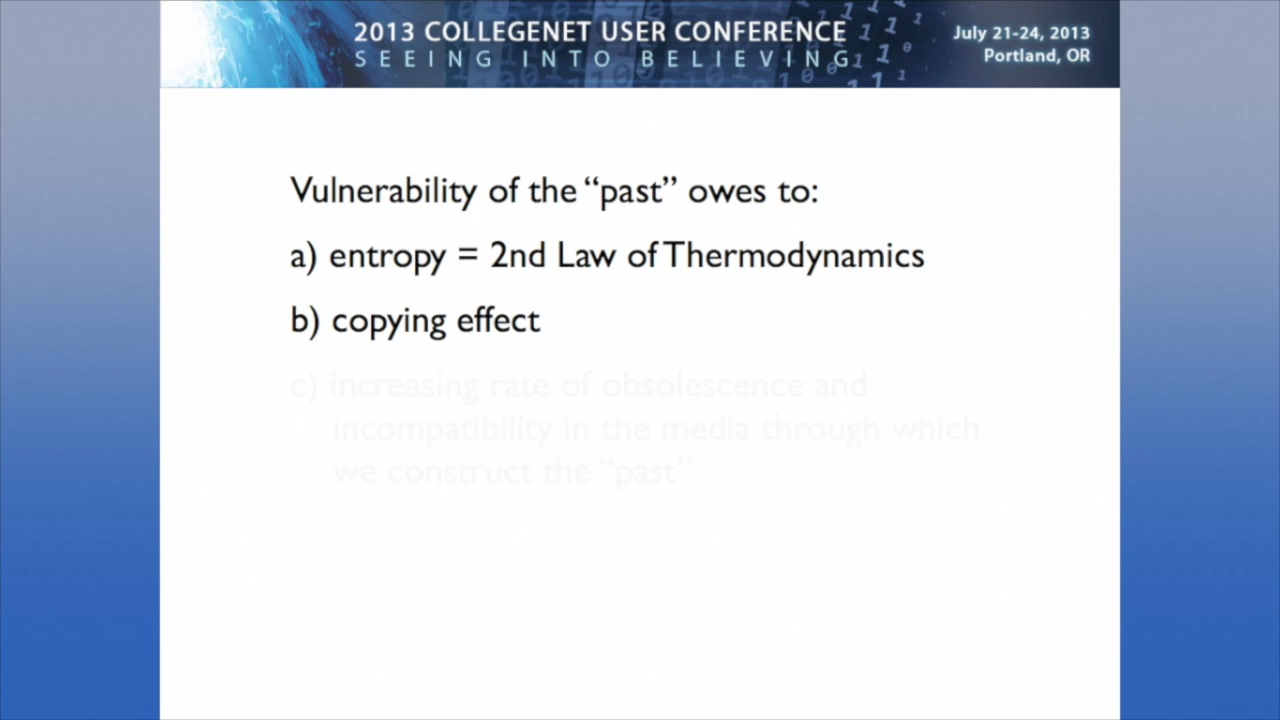 2013 COLLEGENET USER CONFERENCE
SEEING INTO BELIEVING
July 21-24, 2013
Portland, OR
Vulnerability of the “past” owes to:
a) entropy = 2nd Law of Thermodynamics
b) copying effect
c) increasing rate of obsolescence and
incompatibility in the media through which
we construct the “past”